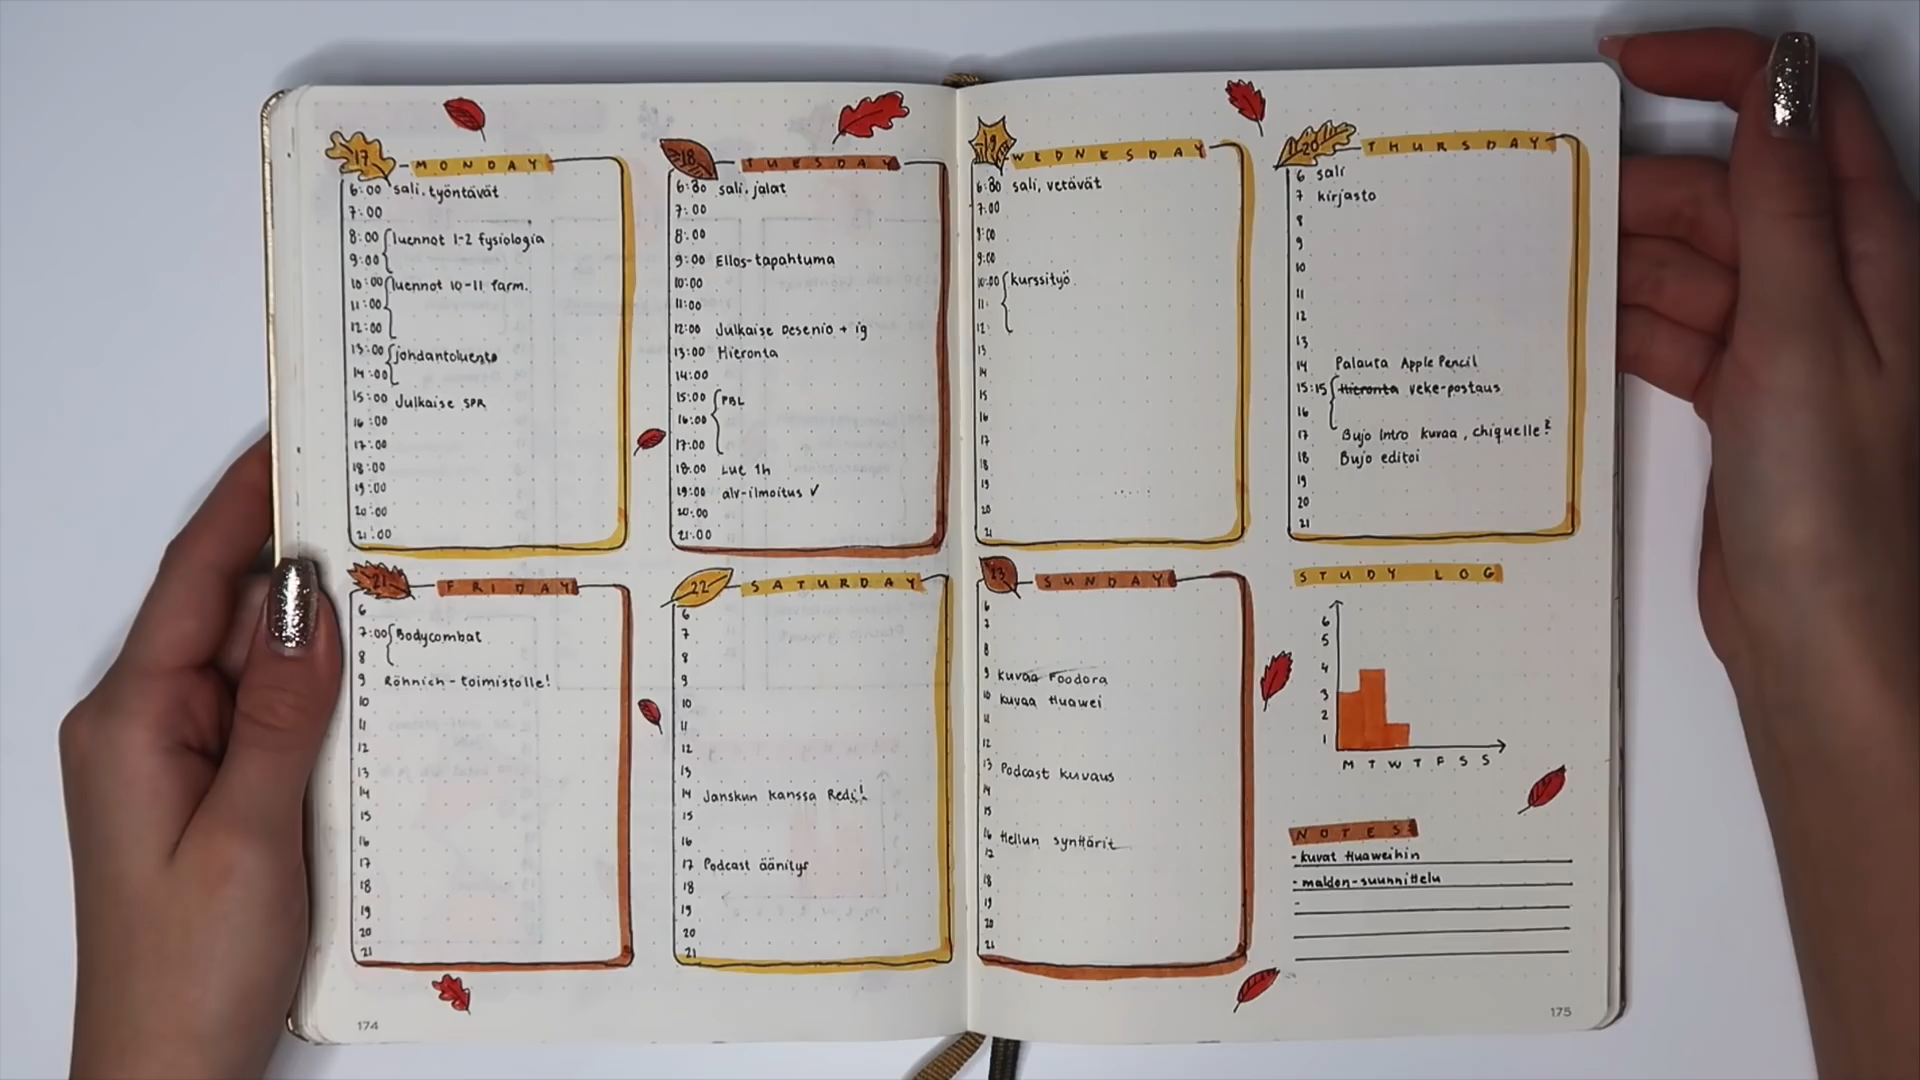 17 MONDAY
6:00 sali, työntävät
7:00
8:00 luennot 1-2 fysiologia
9:00
10:00 luennot 10-11 farm.
11:00
12:00
13:00 johdantoluento
14:00
15:00 Julkaise SPR
16:00
17:00
18:00
19:00
20:00
21:00
18 TUESDAY
6:30 sali, jalat
7:00
8:00
9:00 Ellos-tapahtuma
10:00
11:00
12:00 Julkaise Desenio + ig
13:00 Hieronta
14:00
15:00 PBL
16:00
17:00
18:00 Lue 1h
19:00 alv-ilmoitus ✓
20:00
21:00
19 WEDNESDAY
6:30 sali, vetävät
7:00
8:00
9:00
10:00 kurssityö
11:
12:
13
14
15
16
17
18
19
20
21
20 THURSDAY
6 sali
7 kirjasto
8
9
10
11
12
13
14 Palauta Apple Pencil
15:15 Hieronta veke-postaus
16
17 Bujo Intro kuvaa, chiquelle?
18 Bujo editoi
19
20
21
21 FRIDAY
6
7:00 Bodycombat
8
9 Röhnich-toimistolle!
10
11
12
13
14
15
16
17
18
19
20
21
22 SATURDAY
6
7
8
9
10
11
12
13
14 Janskun kanssa Redi!
15
16
17 Podcast äänitys
18
19
20
21
23 SUNDAY
6
7
8
9 kuvaa Foodora
10 kuvaa Huawei
11
12
13 Podcast kuvaus
14
15
16 Hellun synttärit
17
18
19
20
21
STUDY LOG
6
5
4
3
2
1
M T W T F S S
NOTES
- kuvat Huaweihin
- maldon-suunnittelu
-
174
175